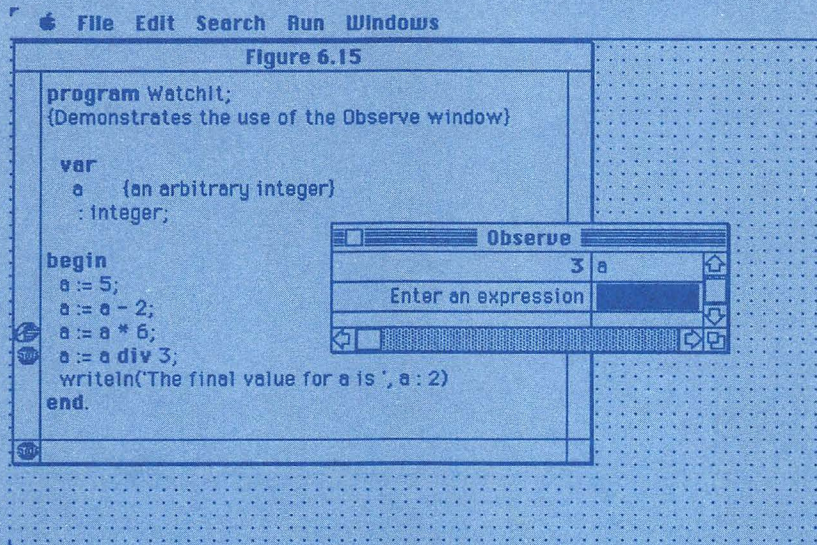 File Edit Search Run Windows
Figure 6.15
program WatchIt;
{Demonstrates the use of the Observe window}
var
a {an arbitrary integer}
: integer;
begin
a := 5;
a := a - 2;
a := a * 6;
a := a div 3;
writeln('The final value for a is ', a : 2)
end.
Observe
3 a
Enter an expression